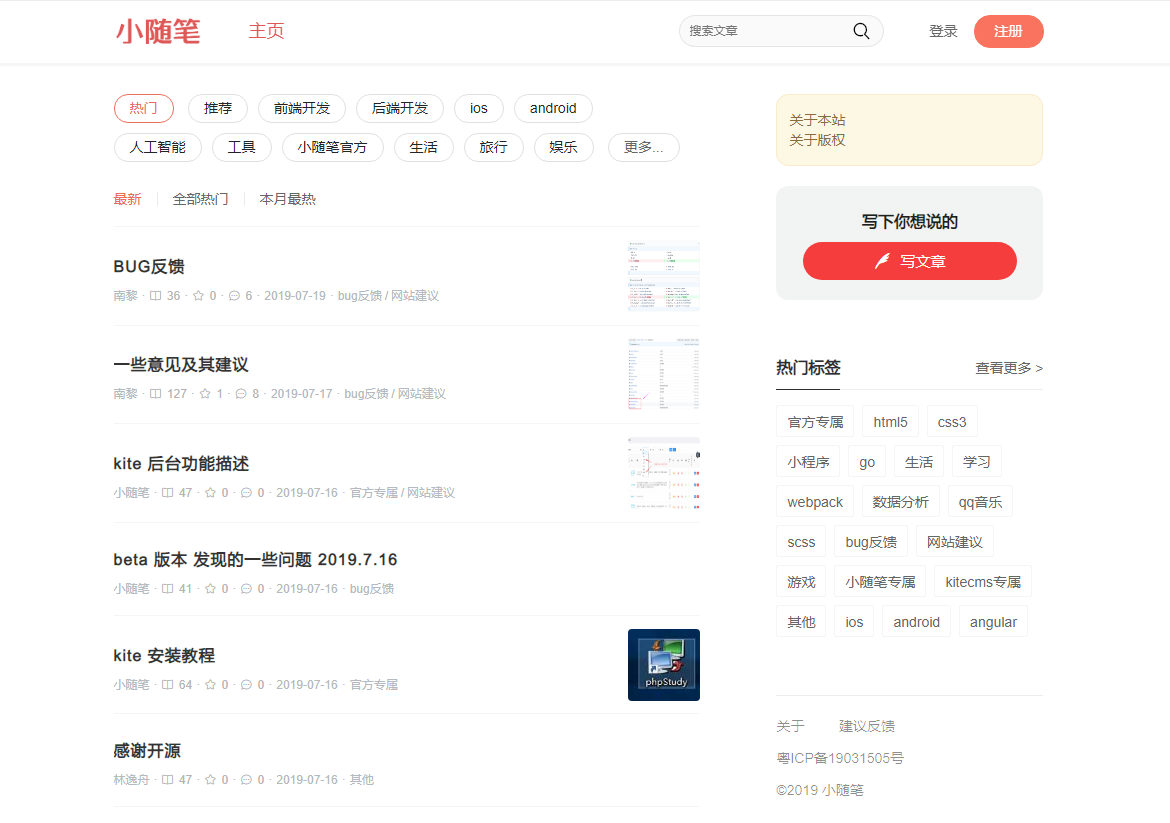 小随笔 主页 搜索文章 登录 注册
热门 推荐 前端开发 后端开发 ios android
人工智能 工具 小随笔官方 生活 旅行 娱乐 更多...
最新 全部热门 本月最热
BUG反馈
南黎 · 36 · 0 · 6 · 2019-07-19 · bug反馈 / 网站建议
一些意见及其建议
南黎 · 127 · 1 · 8 · 2019-07-17 · bug反馈 / 网站建议
kite 后台功能描述
小随笔 · 47 · 0 · 0 · 2019-07-16 · 官方专属 / 网站建议
beta 版本 发现的一些问题 2019.7.16
小随笔 · 41 · 0 · 0 · 2019-07-16 · bug反馈
kite 安装教程
小随笔 · 64 · 0 · 0 · 2019-07-16 · 官方专属
phpStudy
感谢开源
林逸舟 · 47 · 0 · 0 · 2019-07-16 · 其他
关于本站
关于版权
写下你想说的
写文章
热门标签 查看更多 >
官方专属 html5 css3
小程序 go 生活 学习
webpack 数据分析 qq音乐
scss bug反馈 网站建议
游戏 小随笔专属 kitecms专属
其他 ios android angular
关于 建议反馈
粤ICP备19031505号
©2019 小随笔